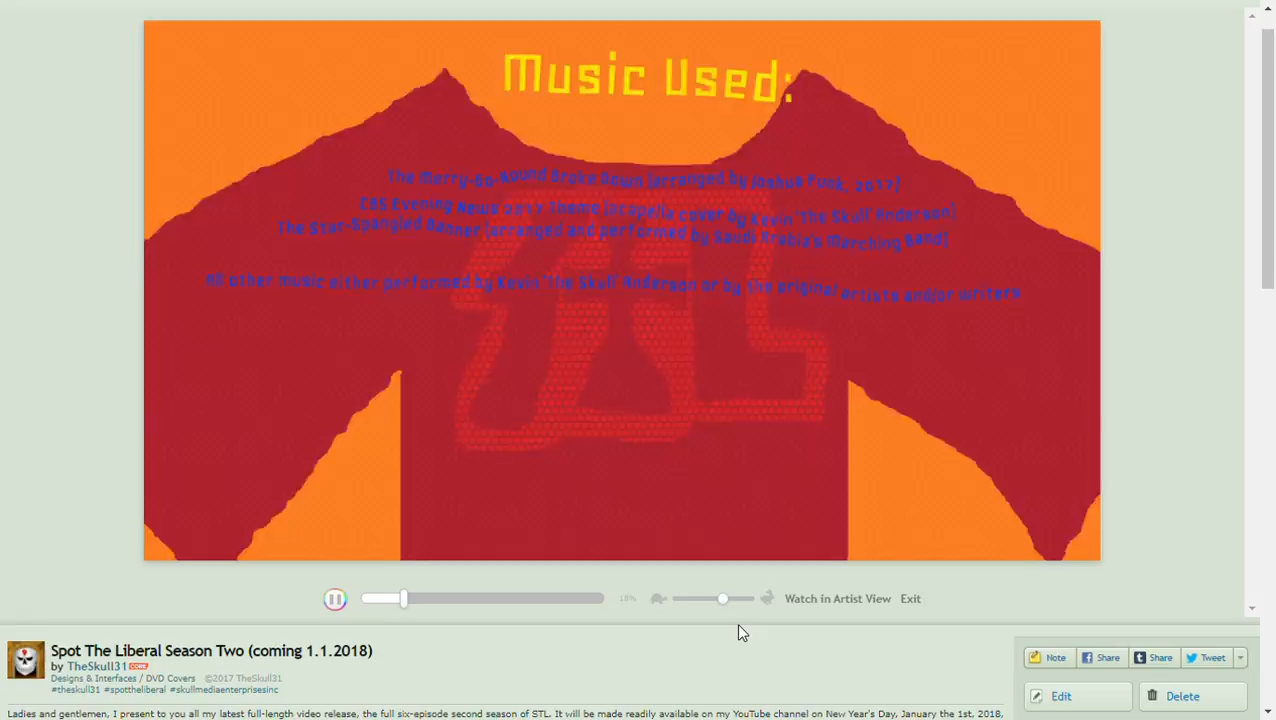 Music Used:
The Merry-Go-Round Broke Down [arranged by Joshua Fuck, 2017]
CBS Evening News 2017 Theme [acapella cover by Kevin 'the Skull' Anderson]
The Star-Spangled Banner [arranged and performed by Saudi Arabia's Marching Band]
All other music either performed by Kevin 'the Skull' Anderson or by the original artists and/or writers
STL
18%
Watch in Artist View Exit
Spot The Liberal Season Two (coming 1.1.2018)
by TheSkull31 CORE
Designs & Interfaces / DVD Covers ©2017 TheSkull31
#theskull31 #spottheliberal #skullmediaenterprisesinc
Note Share Share Tweet
Edit Delete
Ladies and gentlemen, I present to you all my latest full-length video release, the full six-episode second season of STL. It will be made readily available on my YouTube channel on New Year's Day, January the 1st, 2018,